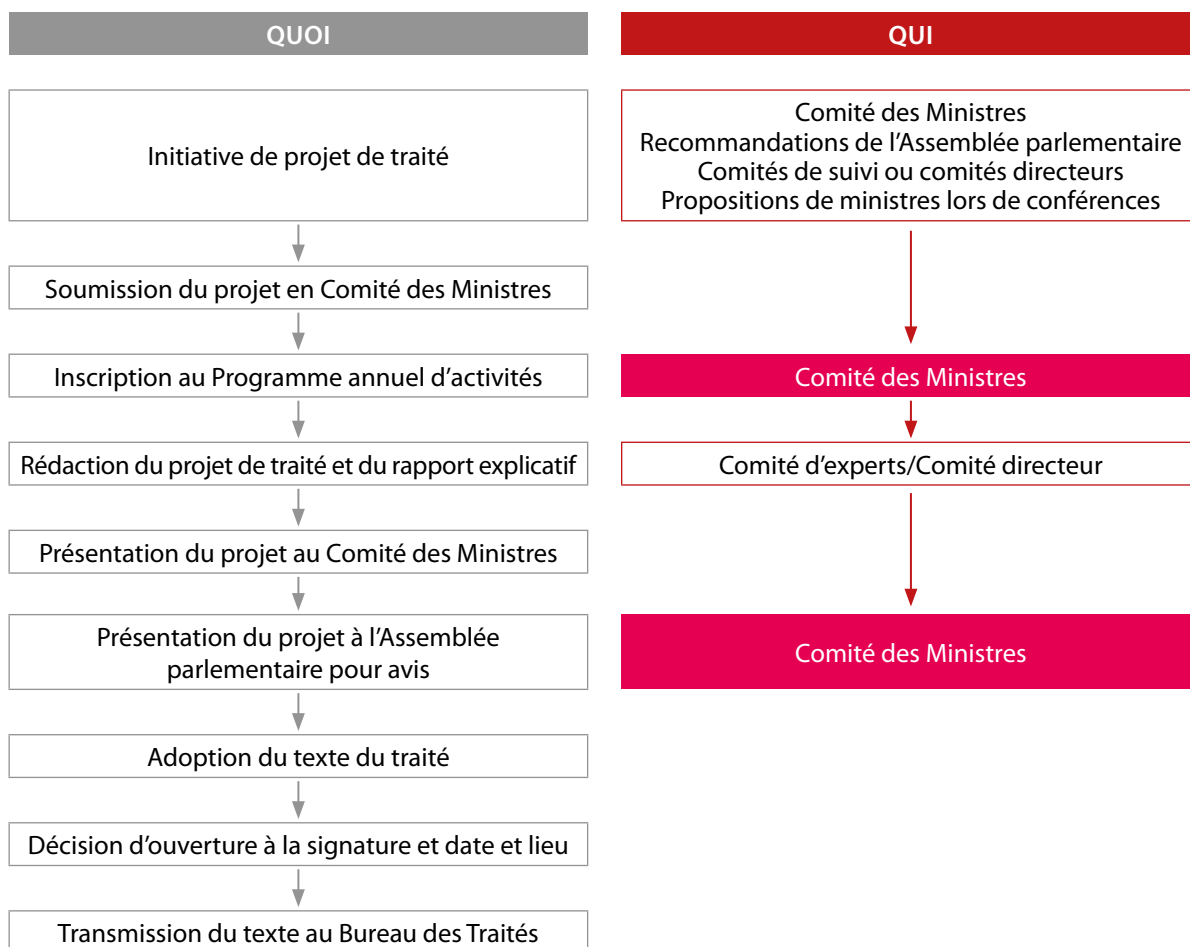 QUOI
Initiative de projet de traité
Soumission du projet en Comité des Ministres
Inscription au Programme annuel d’activités
Rédaction du projet de traité et du rapport explicatif
Présentation du projet au Comité des Ministres
Présentation du projet à l’Assemblée
parlementaire pour avis
Adoption du texte du traité
Décision d’ouverture à la signature et date et lieu
Transmission du texte au Bureau des Traités
QUI
Comité des Ministres
Recommandations de l’Assemblée parlementaire
Comités de suivi ou comités directeurs
Propositions de ministres lors de conférences
Comité des Ministres
Comité d'experts/Comité directeur
Comité des Ministres